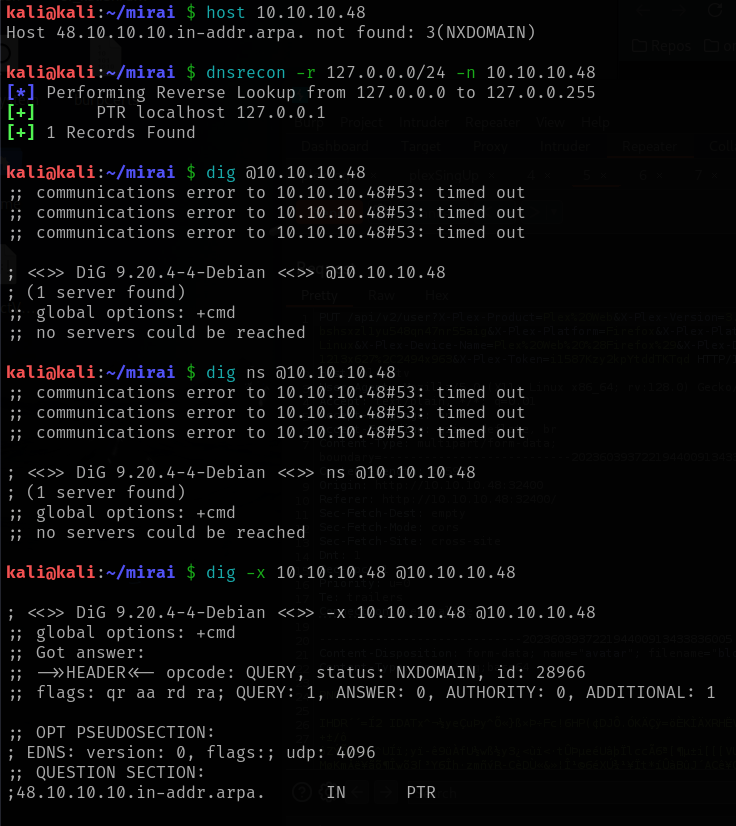 kali@kali:~/mirai $ host 10.10.10.48
Host 48.10.10.10.in-addr.arpa. not found: 3(NXDOMAIN)
kali@kali:~/mirai $ dnsrecon -r 127.0.0.0/24 -n 10.10.10.48
[*] Performing Reverse Lookup from 127.0.0.0 to 127.0.0.255
[+] PTR localhost 127.0.0.1
[+] 1 Records Found
kali@kali:~/mirai $ dig @10.10.10.48
;; communications error to 10.10.10.48#53: timed out
;; communications error to 10.10.10.48#53: timed out
;; communications error to 10.10.10.48#53: timed out
; <<>> DiG 9.20.4-4-Debian <<>> @10.10.10.48
; (1 server found)
;; global options: +cmd
;; no servers could be reached
kali@kali:~/mirai $ dig ns @10.10.10.48
;; communications error to 10.10.10.48#53: timed out
;; communications error to 10.10.10.48#53: timed out
;; communications error to 10.10.10.48#53: timed out
; <<>> DiG 9.20.4-4-Debian <<>> ns @10.10.10.48
; (1 server found)
;; global options: +cmd
;; no servers could be reached
kali@kali:~/mirai $ dig -x 10.10.10.48 @10.10.10.48
; <<>> DiG 9.20.4-4-Debian <<>> -x 10.10.10.48 @10.10.10.48
;; global options: +cmd
;; Got answer:
;; ->>HEADER<<- opcode: QUERY, status: NXDOMAIN, id: 28966
;; flags: qr aa rd ra; QUERY: 1, ANSWER: 0, AUTHORITY: 0, ADDITIONAL: 1
;; OPT PSEUDOSECTION:
; EDNS: version: 0, flags:; udp: 4096
;; QUESTION SECTION:
;48.10.10.10.in-addr.arpa. IN PTR